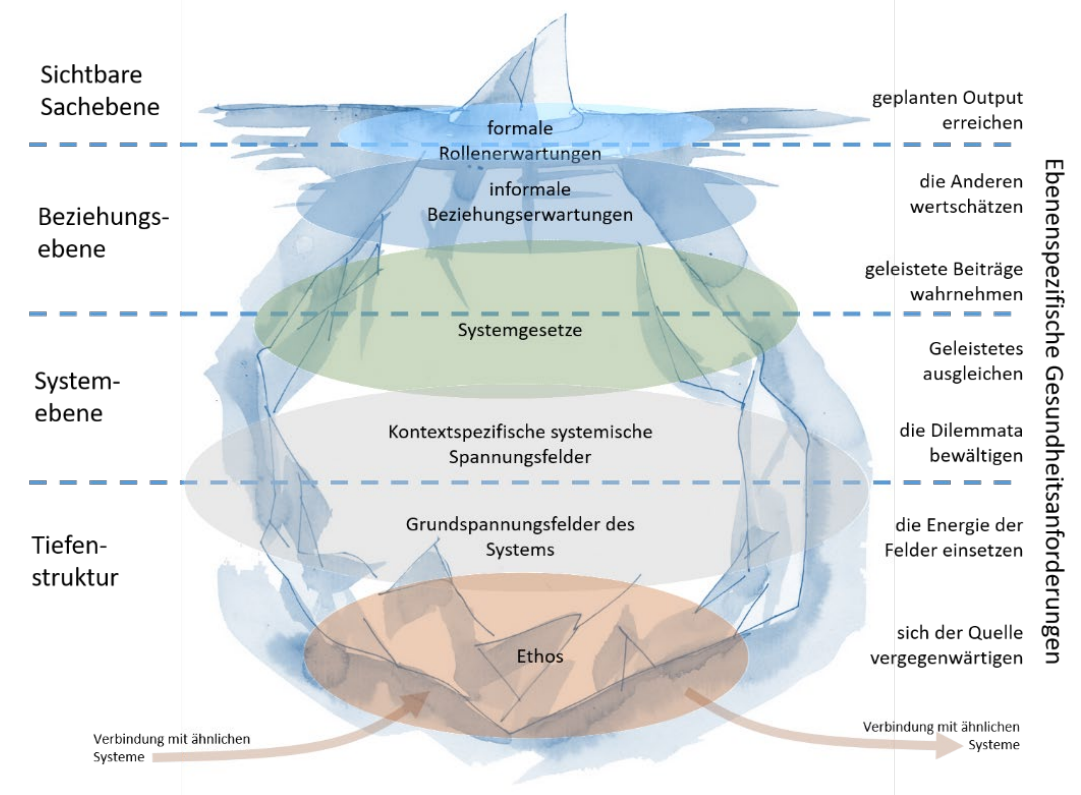 Sichtbare
Sachebene
geplanten Output
erreichen
formale
Rollenerwartungen
Beziehungs-
ebene
informale
Beziehungserwartungen
die Anderen
wertschätzen
geleistete Beiträge
wahrnehmen
Systemgesetze
System-
ebene
Geleistetes
ausgleichen
Kontextspezifische systemische
Spannungsfelder
die Dilemmata
bewältigen
Tiefen-
struktur
Grundspannungsfelder des
Systems
die Energie der
Felder einsetzen
Ethos
sich der Quelle
vergegenwärtigen
Verbindung mit ähnlichen
Systeme
Verbindung mit ähnlichen
Systeme
Ebenenspezifische Gesundheitsanforderungen